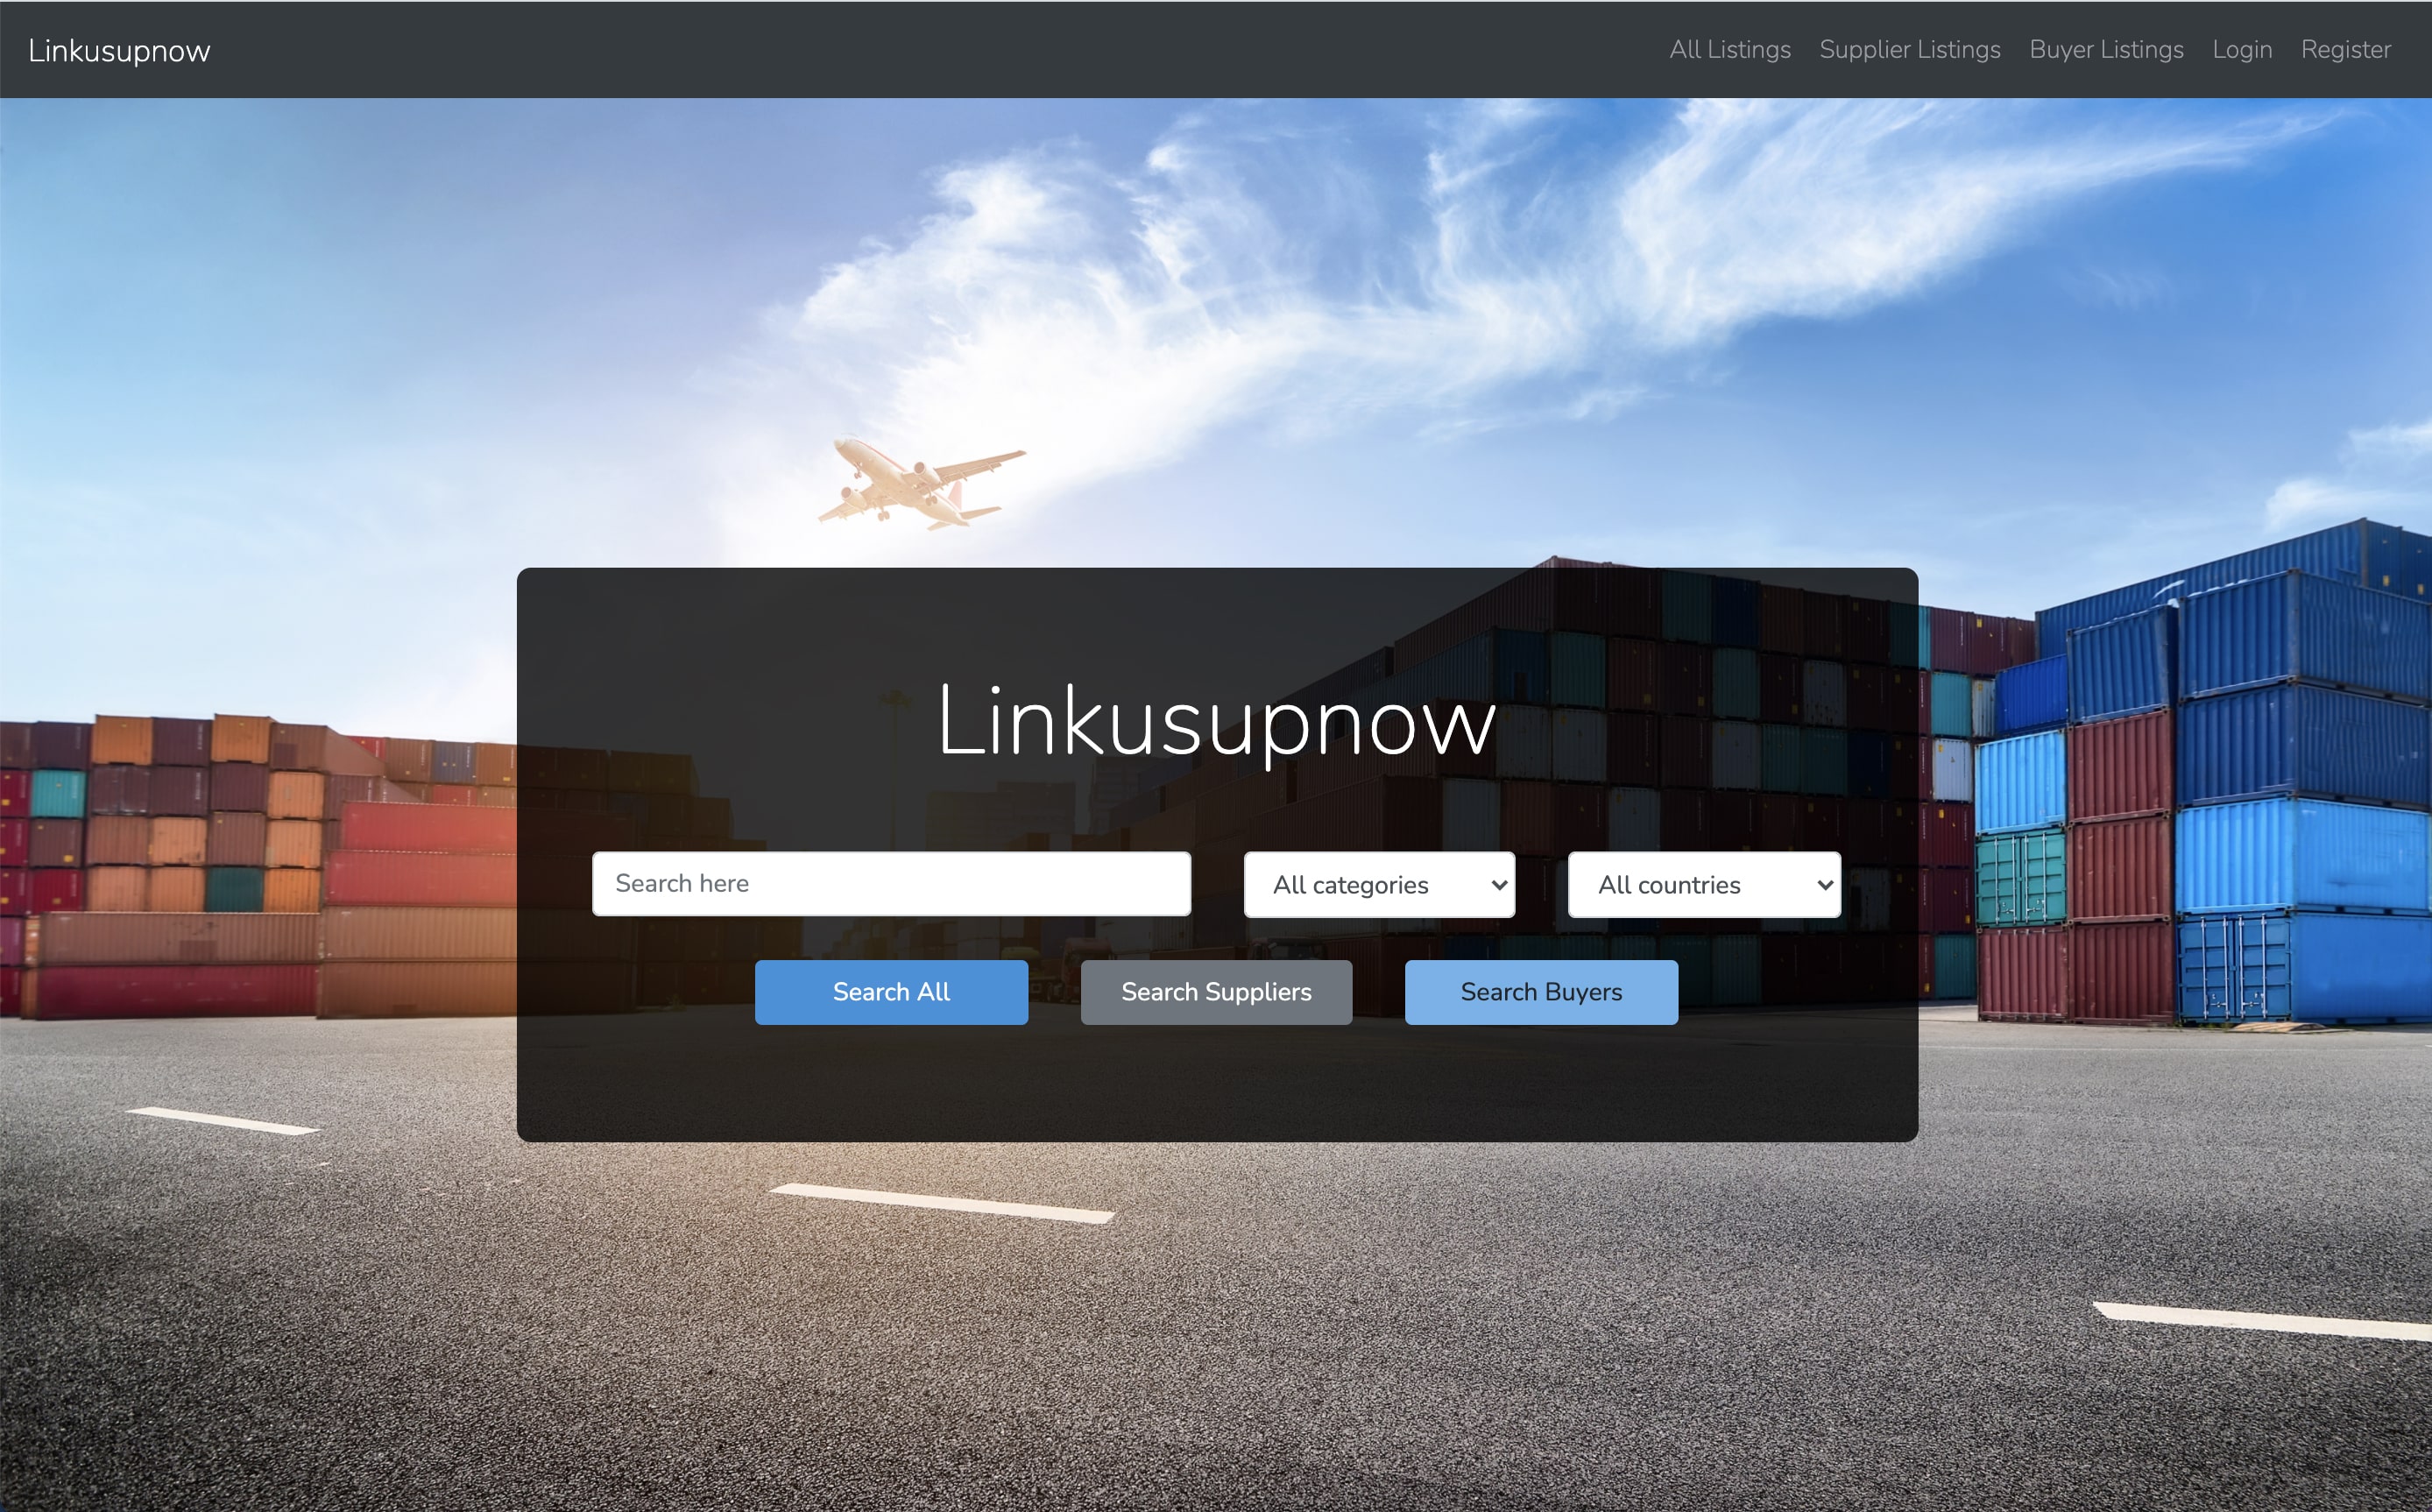 Linkusupnow
All Listings Supplier Listings Buyer Listings Login Register
Linkusupnow
Search here All categories All countries
Search All Search Suppliers Search Buyers